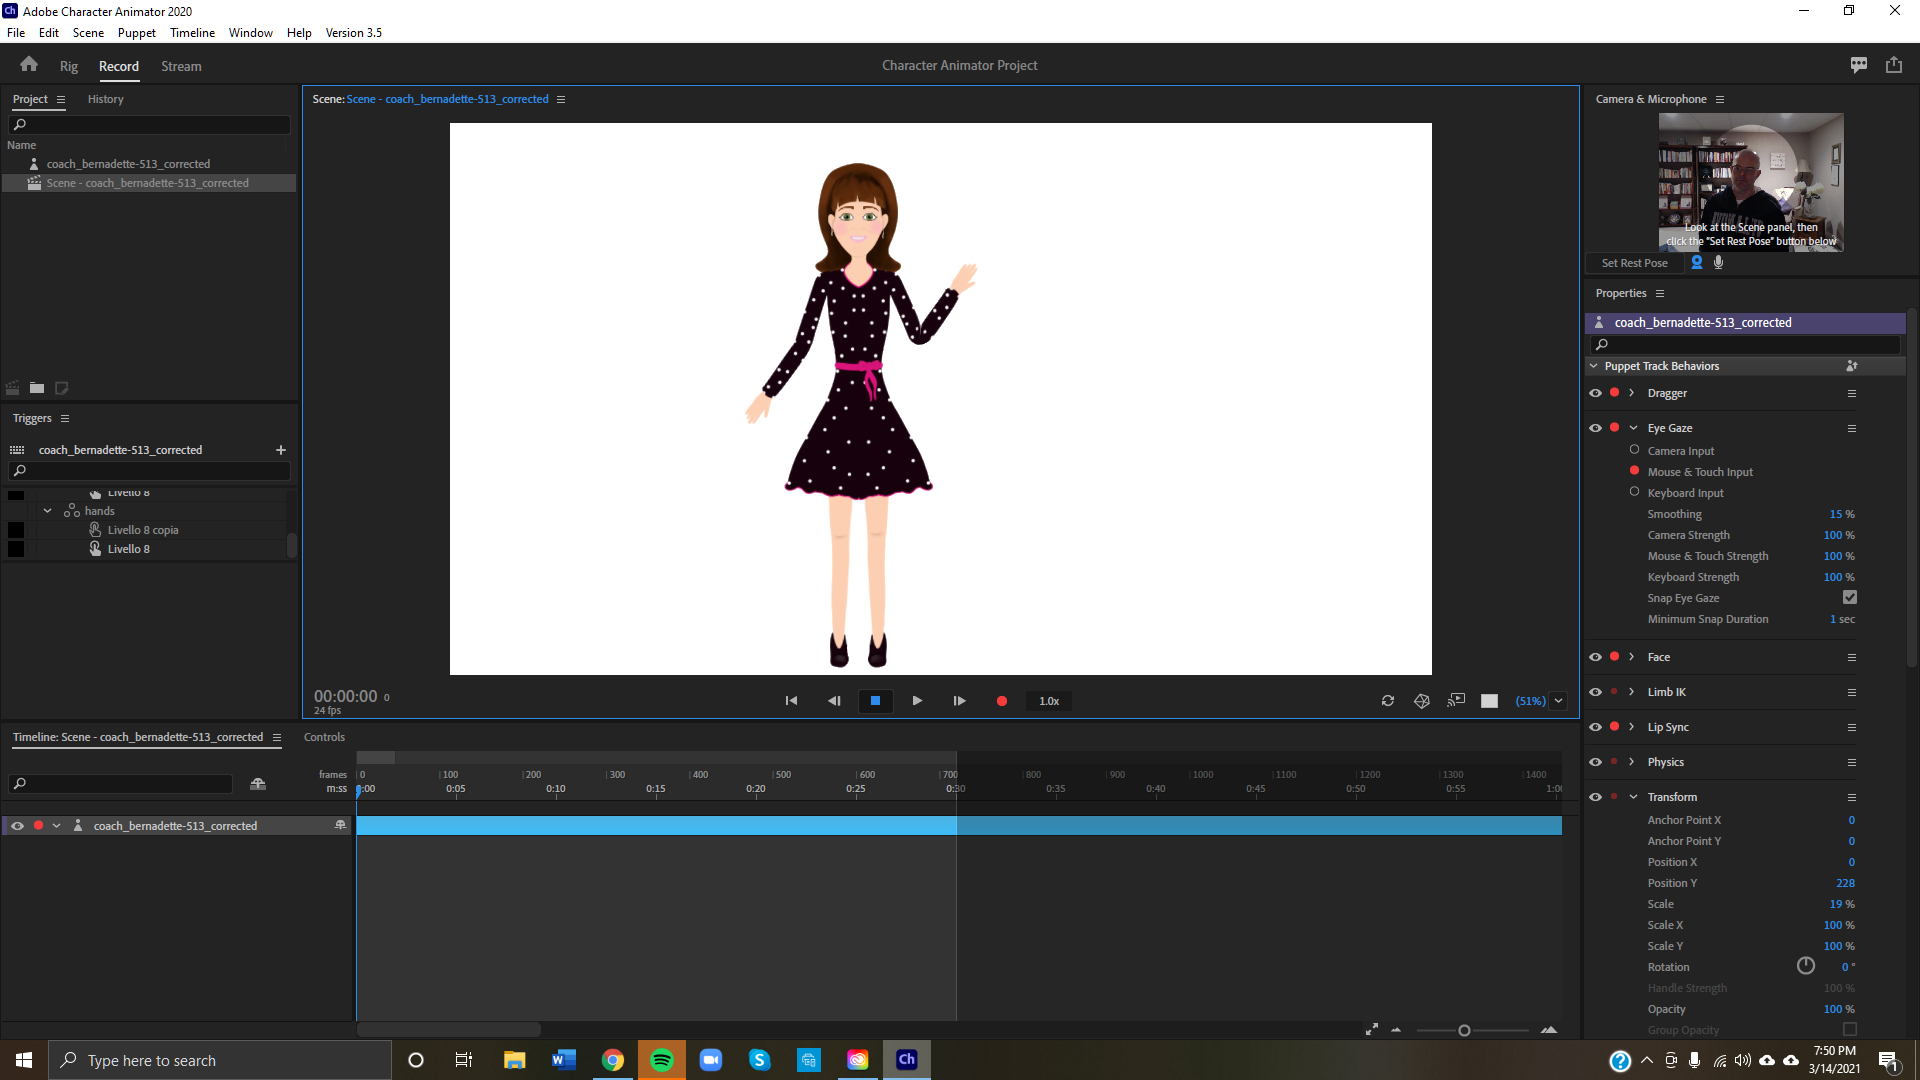 Ch Adobe Character Animator 2020
File Edit Scene Puppet Timeline Window Help Version 3.5
Rig Record Stream Character Animator Project
Project History
Name
coach_bernadette-513_corrected
Scene - coach_bernadette-513_corrected
Triggers
coach_bernadette-513_corrected
Livello 8
hands
Livello 8 copia
Livello 8
Scene: Scene - coach_bernadette-513_corrected
00:00:00 0
24 fps
1.0x
(51%)
Camera & Microphone
Look at the Scene panel, then
click the "Set Rest Pose" button below
Set Rest Pose
Properties
coach_bernadette-513_corrected
Puppet Track Behaviors
Dragger
Eye Gaze
Camera Input
Mouse & Touch Input
Keyboard Input
Smoothing 15 %
Camera Strength 100 %
Mouse & Touch Strength 100 %
Keyboard Strength 100 %
Snap Eye Gaze
Minimum Snap Duration 1 sec
Face
Limb IK
Lip Sync
Physics
Transform
Anchor Point X 0
Anchor Point Y 0
Position X 0
Position Y 228
Scale 19 %
Scale X 100 %
Scale Y 100 %
Rotation 0 °
Handle Strength 100 %
Opacity 100 %
Group Opacity
Timeline: Scene - coach_bernadette-513_corrected Controls
frames 0 100 200 300 400 500 600 700 800 900 1000 1100 1200 1300 1400
m:ss 0:00 0:05 0:10 0:15 0:20 0:25 0:30 0:35 0:40 0:45 0:50 0:55
coach_bernadette-513_corrected
Type here to search
Ch
7:50 PM
3/14/2021
1